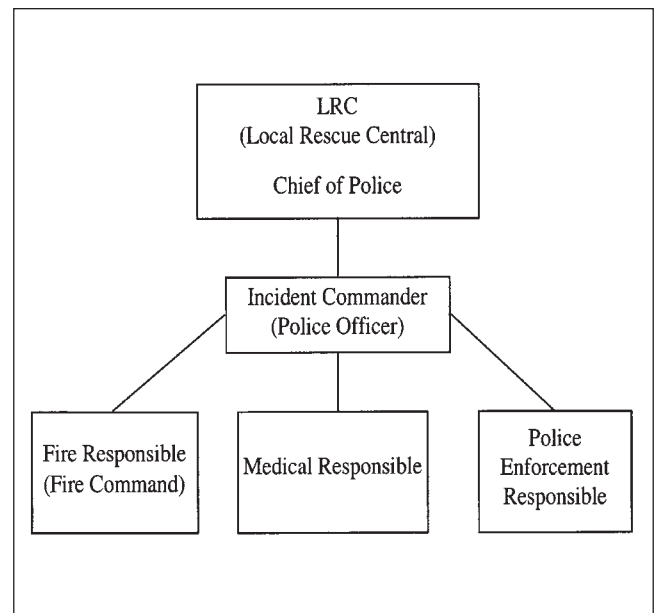 LRC
(Local Rescue Central)
Chief of Police
Incident Commander
(Police Officer)
Fire Responsible
(Fire Command)
Medical Responsible
Police
Enforcement
Responsible